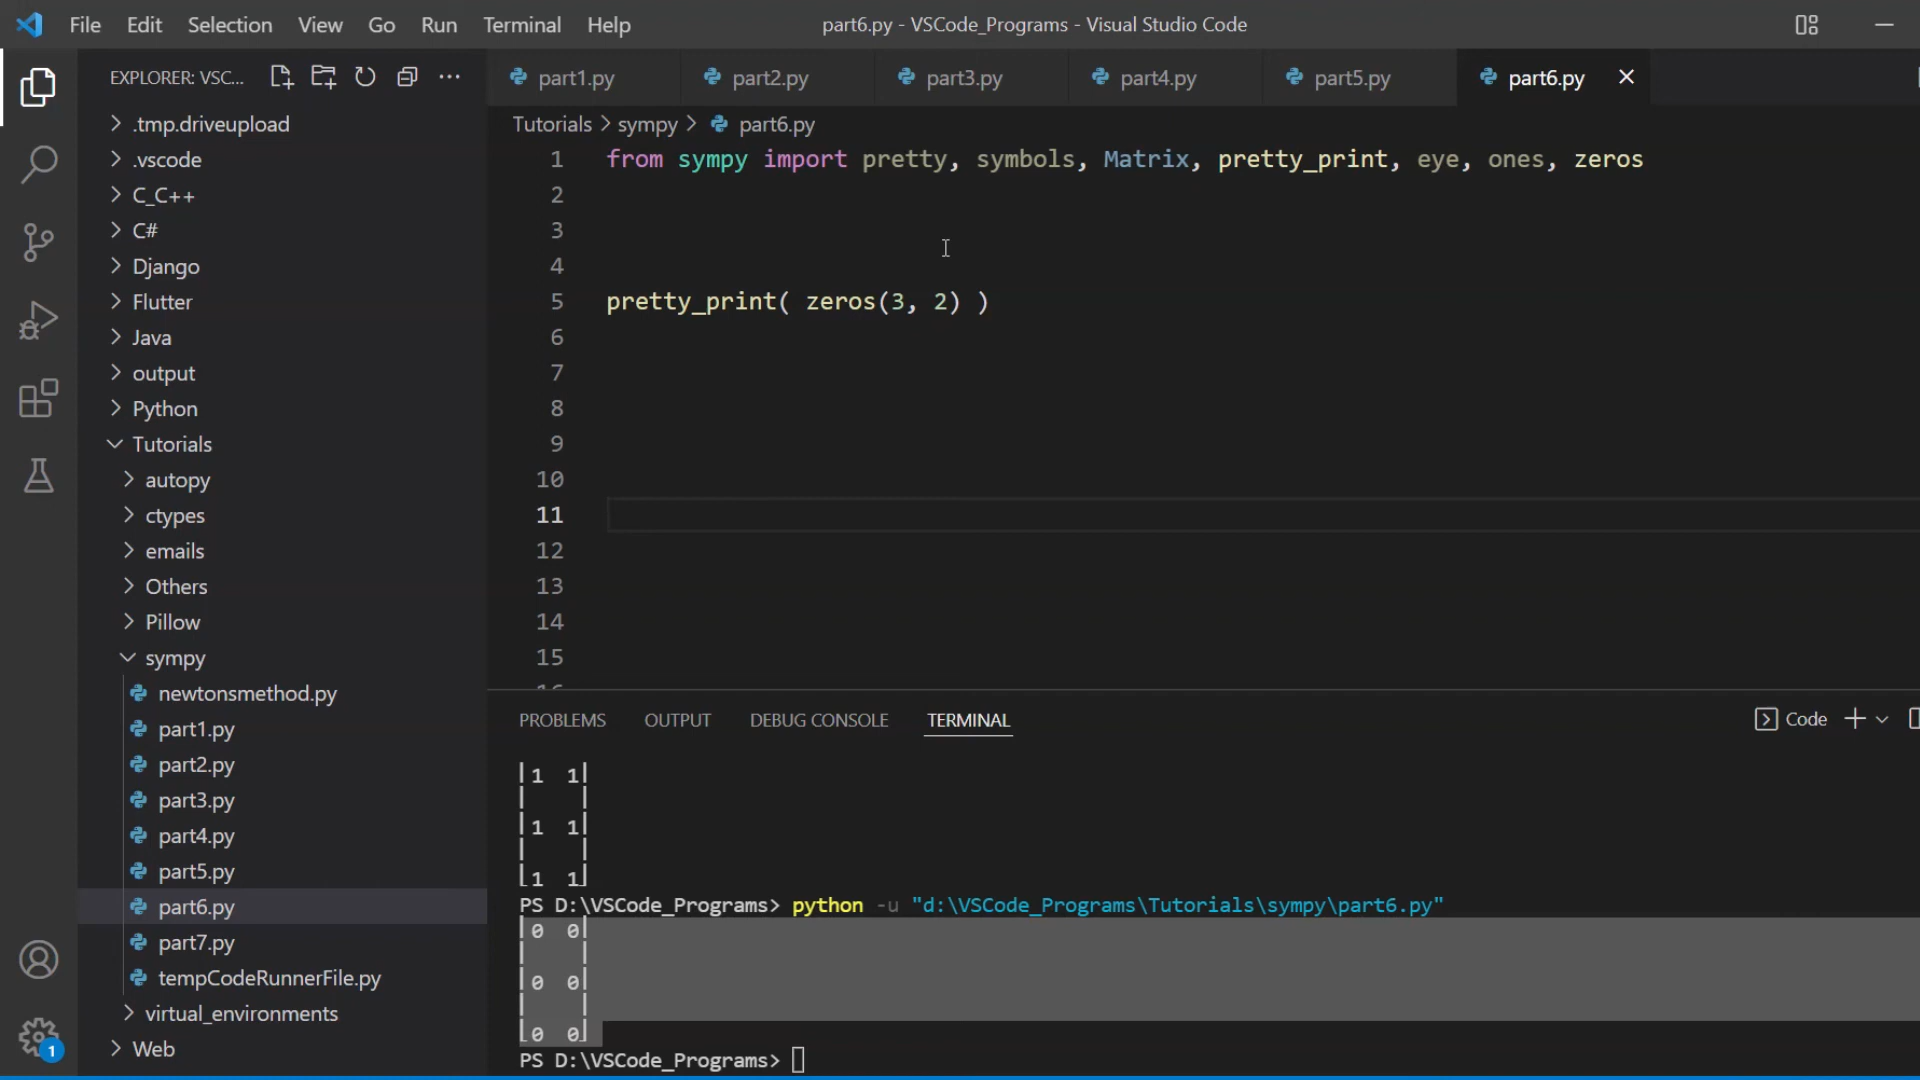 File Edit Selection View Go Run Terminal Help part6.py - VSCode_Programs - Visual Studio Code
EXPLORER: VSC...
part1.py part2.py part3.py part4.py part5.py part6.py
Tutorials > sympy > part6.py
.tmp.driveupload
.vscode
C_C++
C#
Django
Flutter
Java
output
Python
Tutorials
autopy
ctypes
emails
Others
Pillow
sympy
newtonsmethod.py
part1.py
part2.py
part3.py
part4.py
part5.py
part6.py
part7.py
tempCodeRunnerFile.py
virtual_environments
Web
1
1 from sympy import pretty, symbols, Matrix, pretty_print, eye, ones, zeros
2
3
4
5 pretty_print( zeros(3, 2) )
6
7
8
9
10
11
12
13
14
15
16
PROBLEMS OUTPUT DEBUG CONSOLE TERMINAL Code
⎢1  1⎥
⎢    ⎥
⎢1  1⎥
⎢    ⎥
⎣1  1⎦
PS D:\VSCode_Programs> python -u "d:\VSCode_Programs\Tutorials\sympy\part6.py"
⎡0  0⎤
⎢    ⎥
⎢0  0⎥
⎢    ⎥
⎣0  0⎦
PS D:\VSCode_Programs>